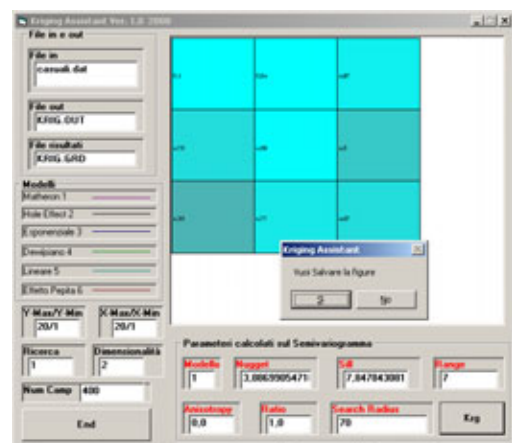 Kriging Assistant Ver. 1.0 2000
File in e out
File in
casuali.dat
File out
KRIG.OUT
File risultati
KRIG.GRD
Modelli
Matheron 1
Hole Effect 2
Esponenziale 3
Dewijsiano 4
Lineare 5
Effetto Pepita 6
Y-Max/Y-Min
X-Max/X-Min
20/1
20/1
Ricerca
Dimensionalità
1
2
Num Camp
400
End
Kriging Assistant
Vuoi Salvare la figure
Sì
No
Parametri calcolati sul Semivariogramma
Modello
Nugget
Sill
Range
1
3,0869905471
7,847843081
7
Anisotropy
Ratio
Search Radius
0,0
1,0
70
Krg